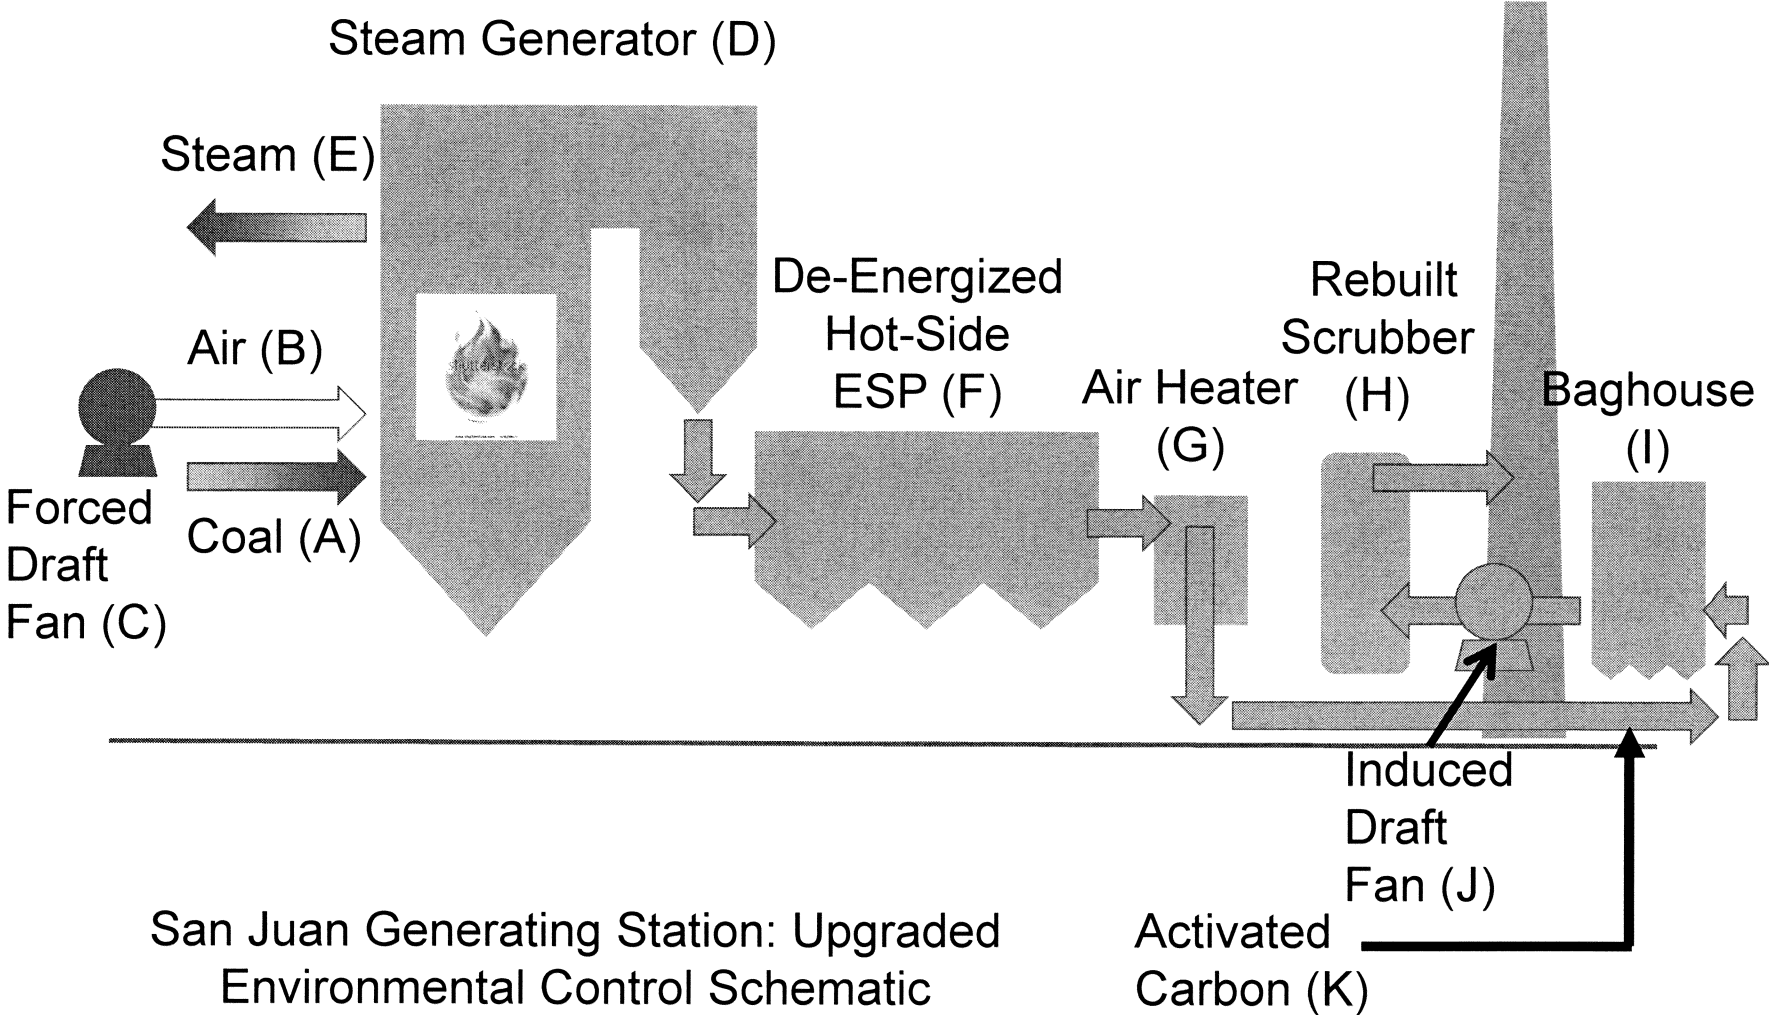 Steam Generator (D)
Steam (E)
Air (B)
Forced
Draft
Fan (C)
Coal (A)
De-Energized
Hot-Side
ESP (F)
Air Heater
(G)
Rebuilt
Scrubber
(H)
Baghouse
(I)
Induced
Draft
Fan (J)
Activated
Carbon (K)
San Juan Generating Station: Upgraded
Environmental Control Schematic